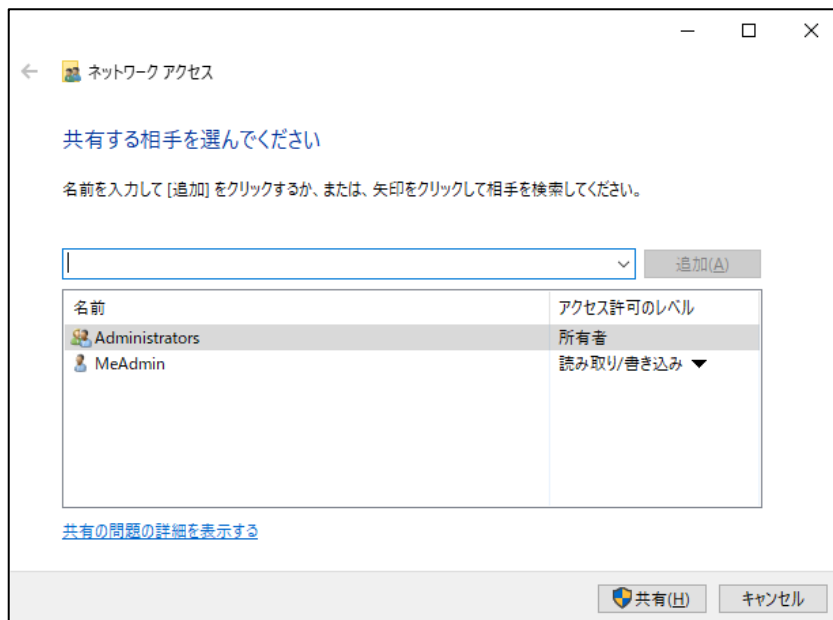 ネットワーク アクセス
共有する相手を選んでください
名前を入力して [追加] をクリックするか、または、矢印をクリックして相手を検索してください。
追加(A)
名前 アクセス許可のレベル
Administrators 所有者
MeAdmin 読み取り/書き込み
共有の問題の詳細を表示する
共有(H) キャンセル